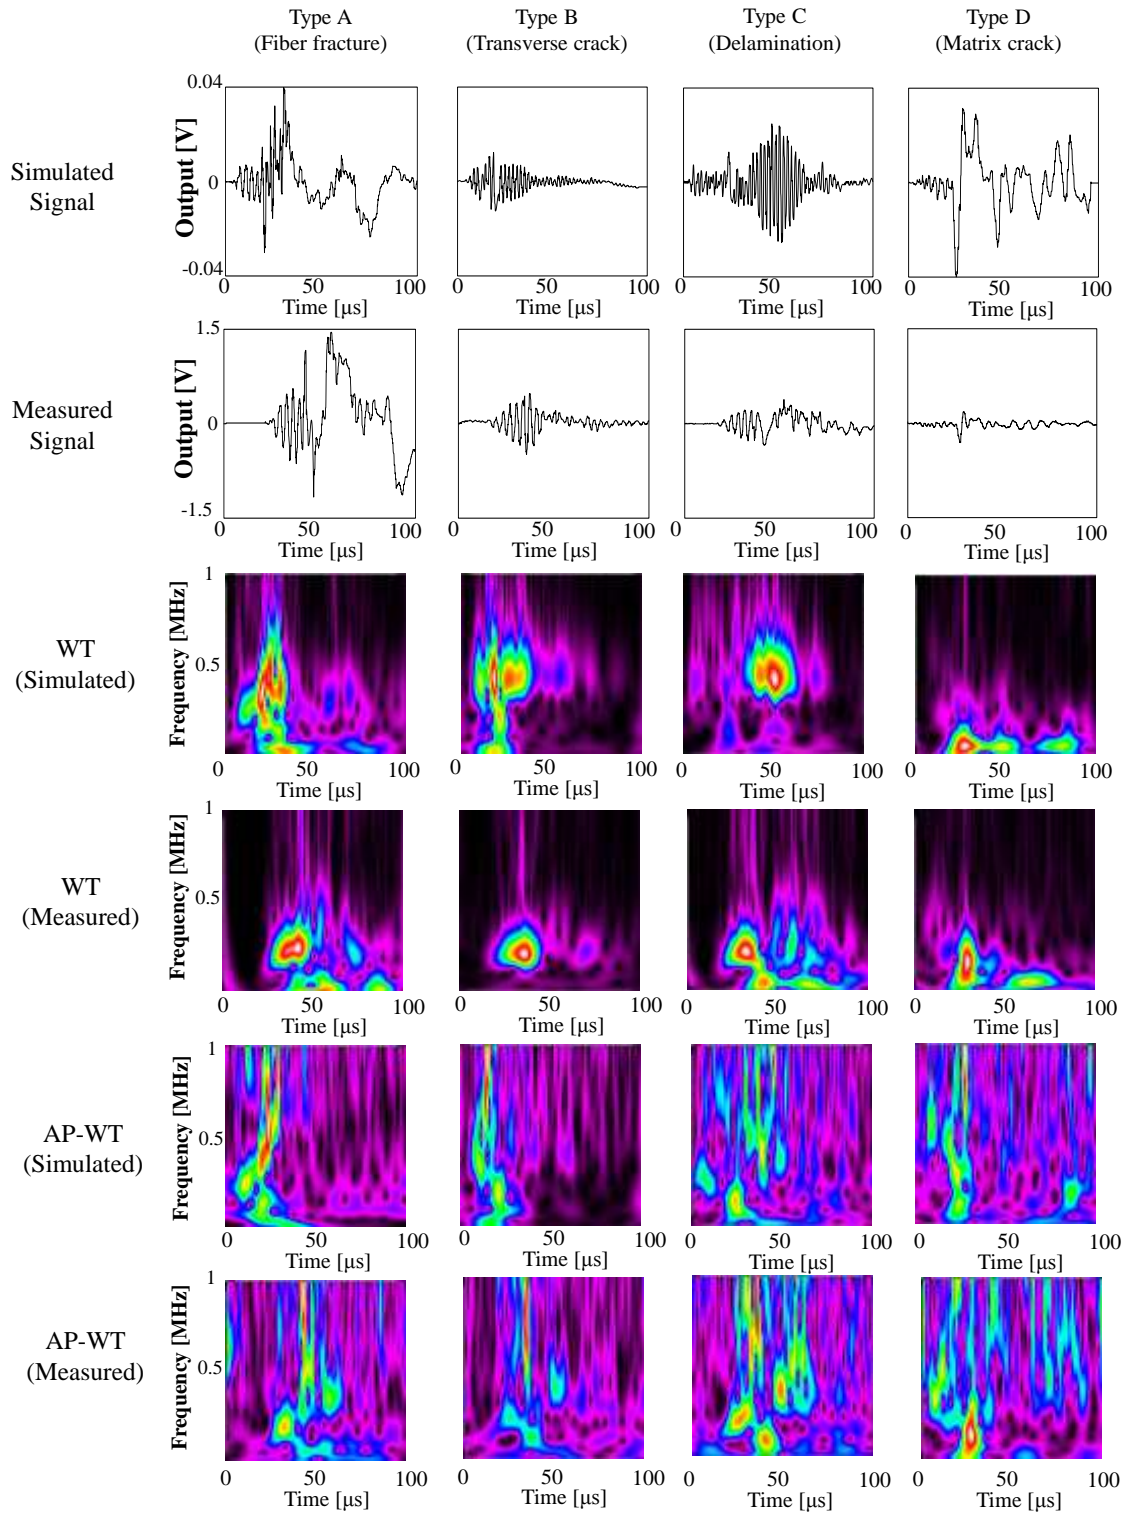 Type A
(Fiber fracture)
Type B
(Transverse crack)
Type C
(Delamination)
Type D
(Matrix crack)
Simulated
Signal
Output [V]
0.04
0
-0.04
0 50 100
Time [μs]
0 50 100
Time [μs]
0 50 100
Time [μs]
0 50 100
Time [μs]
Measured
Signal
Output [V]
1.5
0
-1.5
0 50 100
Time [μs]
0 50 100
Time [μs]
0 50 100
Time [μs]
0 50 100
Time [μs]
WT
(Simulated)
Frequency [MHz]
1
0.5
0 50 100
Time [μs]
0 50 100
Time [μs]
0 50 100
Time [μs]
0 50 100
Time [μs]
WT
(Measured)
Frequency [MHz]
1
0.5
0 50 100
Time [μs]
0 50 100
Time [μs]
0 50 100
Time [μs]
0 50 100
Time [μs]
AP-WT
(Simulated)
Frequency [MHz]
1
0.5
0 50 100
Time [μs]
0 50 100
Time [μs]
0 50 100
Time [μs]
0 50 100
Time [μs]
AP-WT
(Measured)
Frequency [MHz]
1
0.5
0 50 100
Time [μs]
0 50 100
Time [μs]
0 50 100
Time [μs]
0 50 100
Time [μs]